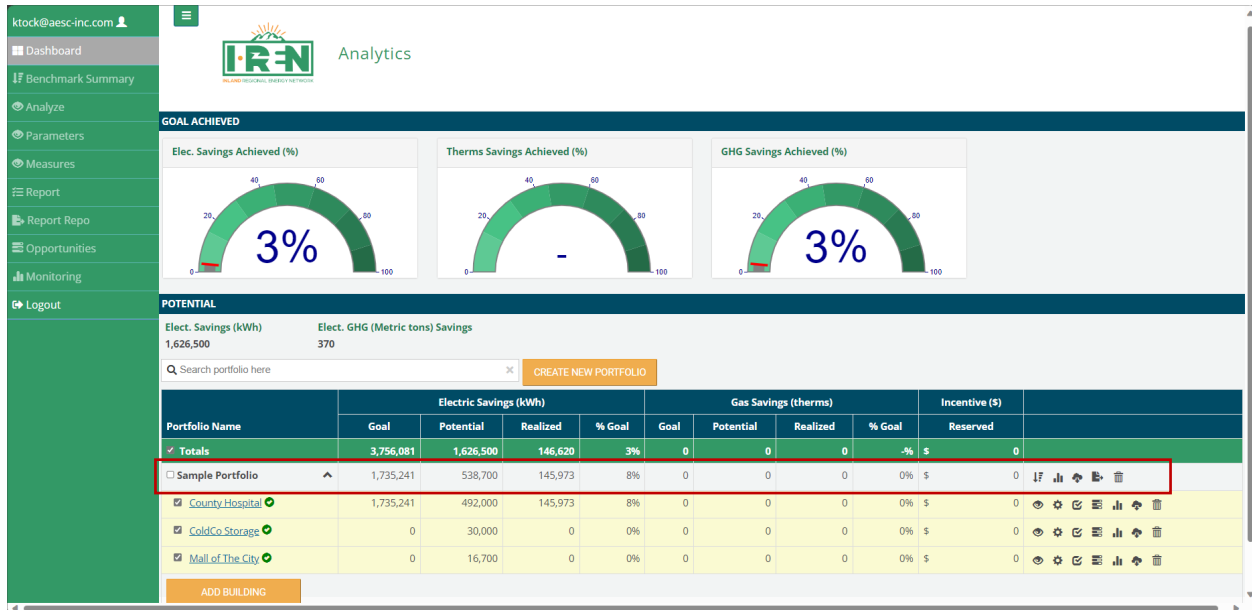 ktock@aesc-inc.com
Dashboard
Benchmark Summary
Analyze
Parameters
Measures
Report
Report Repo
Opportunities
Monitoring
Logout
I·REN
INLAND REGIONAL ENERGY NETWORK
Analytics
GOAL ACHIEVED
Elec. Savings Achieved (%)
0 20 40 60 80 100
3%
Therms Savings Achieved (%)
0 20 40 60 80 100
-
GHG Savings Achieved (%)
0 20 40 60 80 100
3%
POTENTIAL
Elect. Savings (kWh) Elect. GHG (Metric tons) Savings
1,626,500 370
Search portfolio here × CREATE NEW PORTFOLIO
Electric Savings (kWh) Gas Savings (therms) Incentive ($)
Portfolio Name Goal Potential Realized % Goal Goal Potential Realized % Goal Reserved
Totals 3,756,081 1,626,500 146,620 3% 0 0 0 -% $ 0
Sample Portfolio 1,735,241 538,700 145,973 8% 0 0 0 0% $ 0
County Hospital 1,735,241 492,000 145,973 8% 0 0 0 0% $ 0
ColdCo Storage 0 30,000 0 0% 0 0 0 0% $ 0
Mall of The City 0 16,700 0 0% 0 0 0 0% $ 0
ADD BUILDING